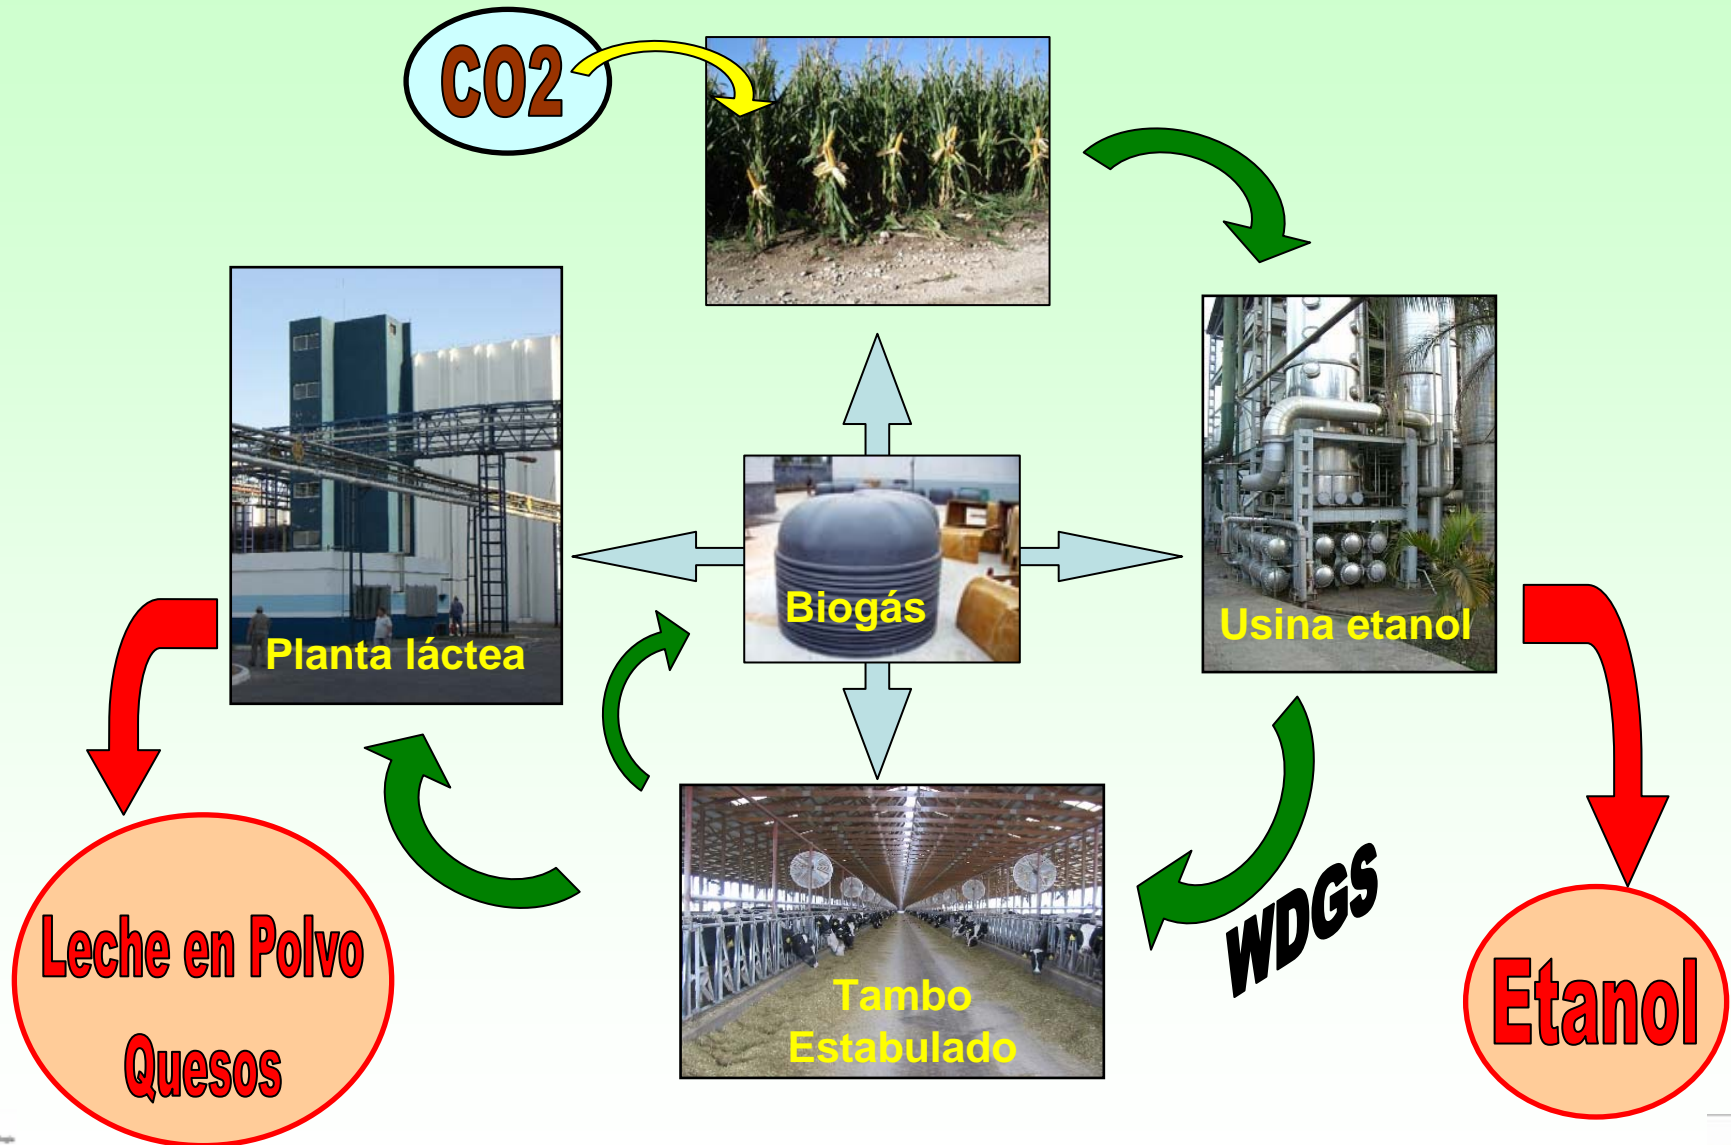 CO2
Planta láctea
Biogás
Usina etanol
WDGS
Tambo
Estabulado
Leche en Polvo
Quesos
Etanol